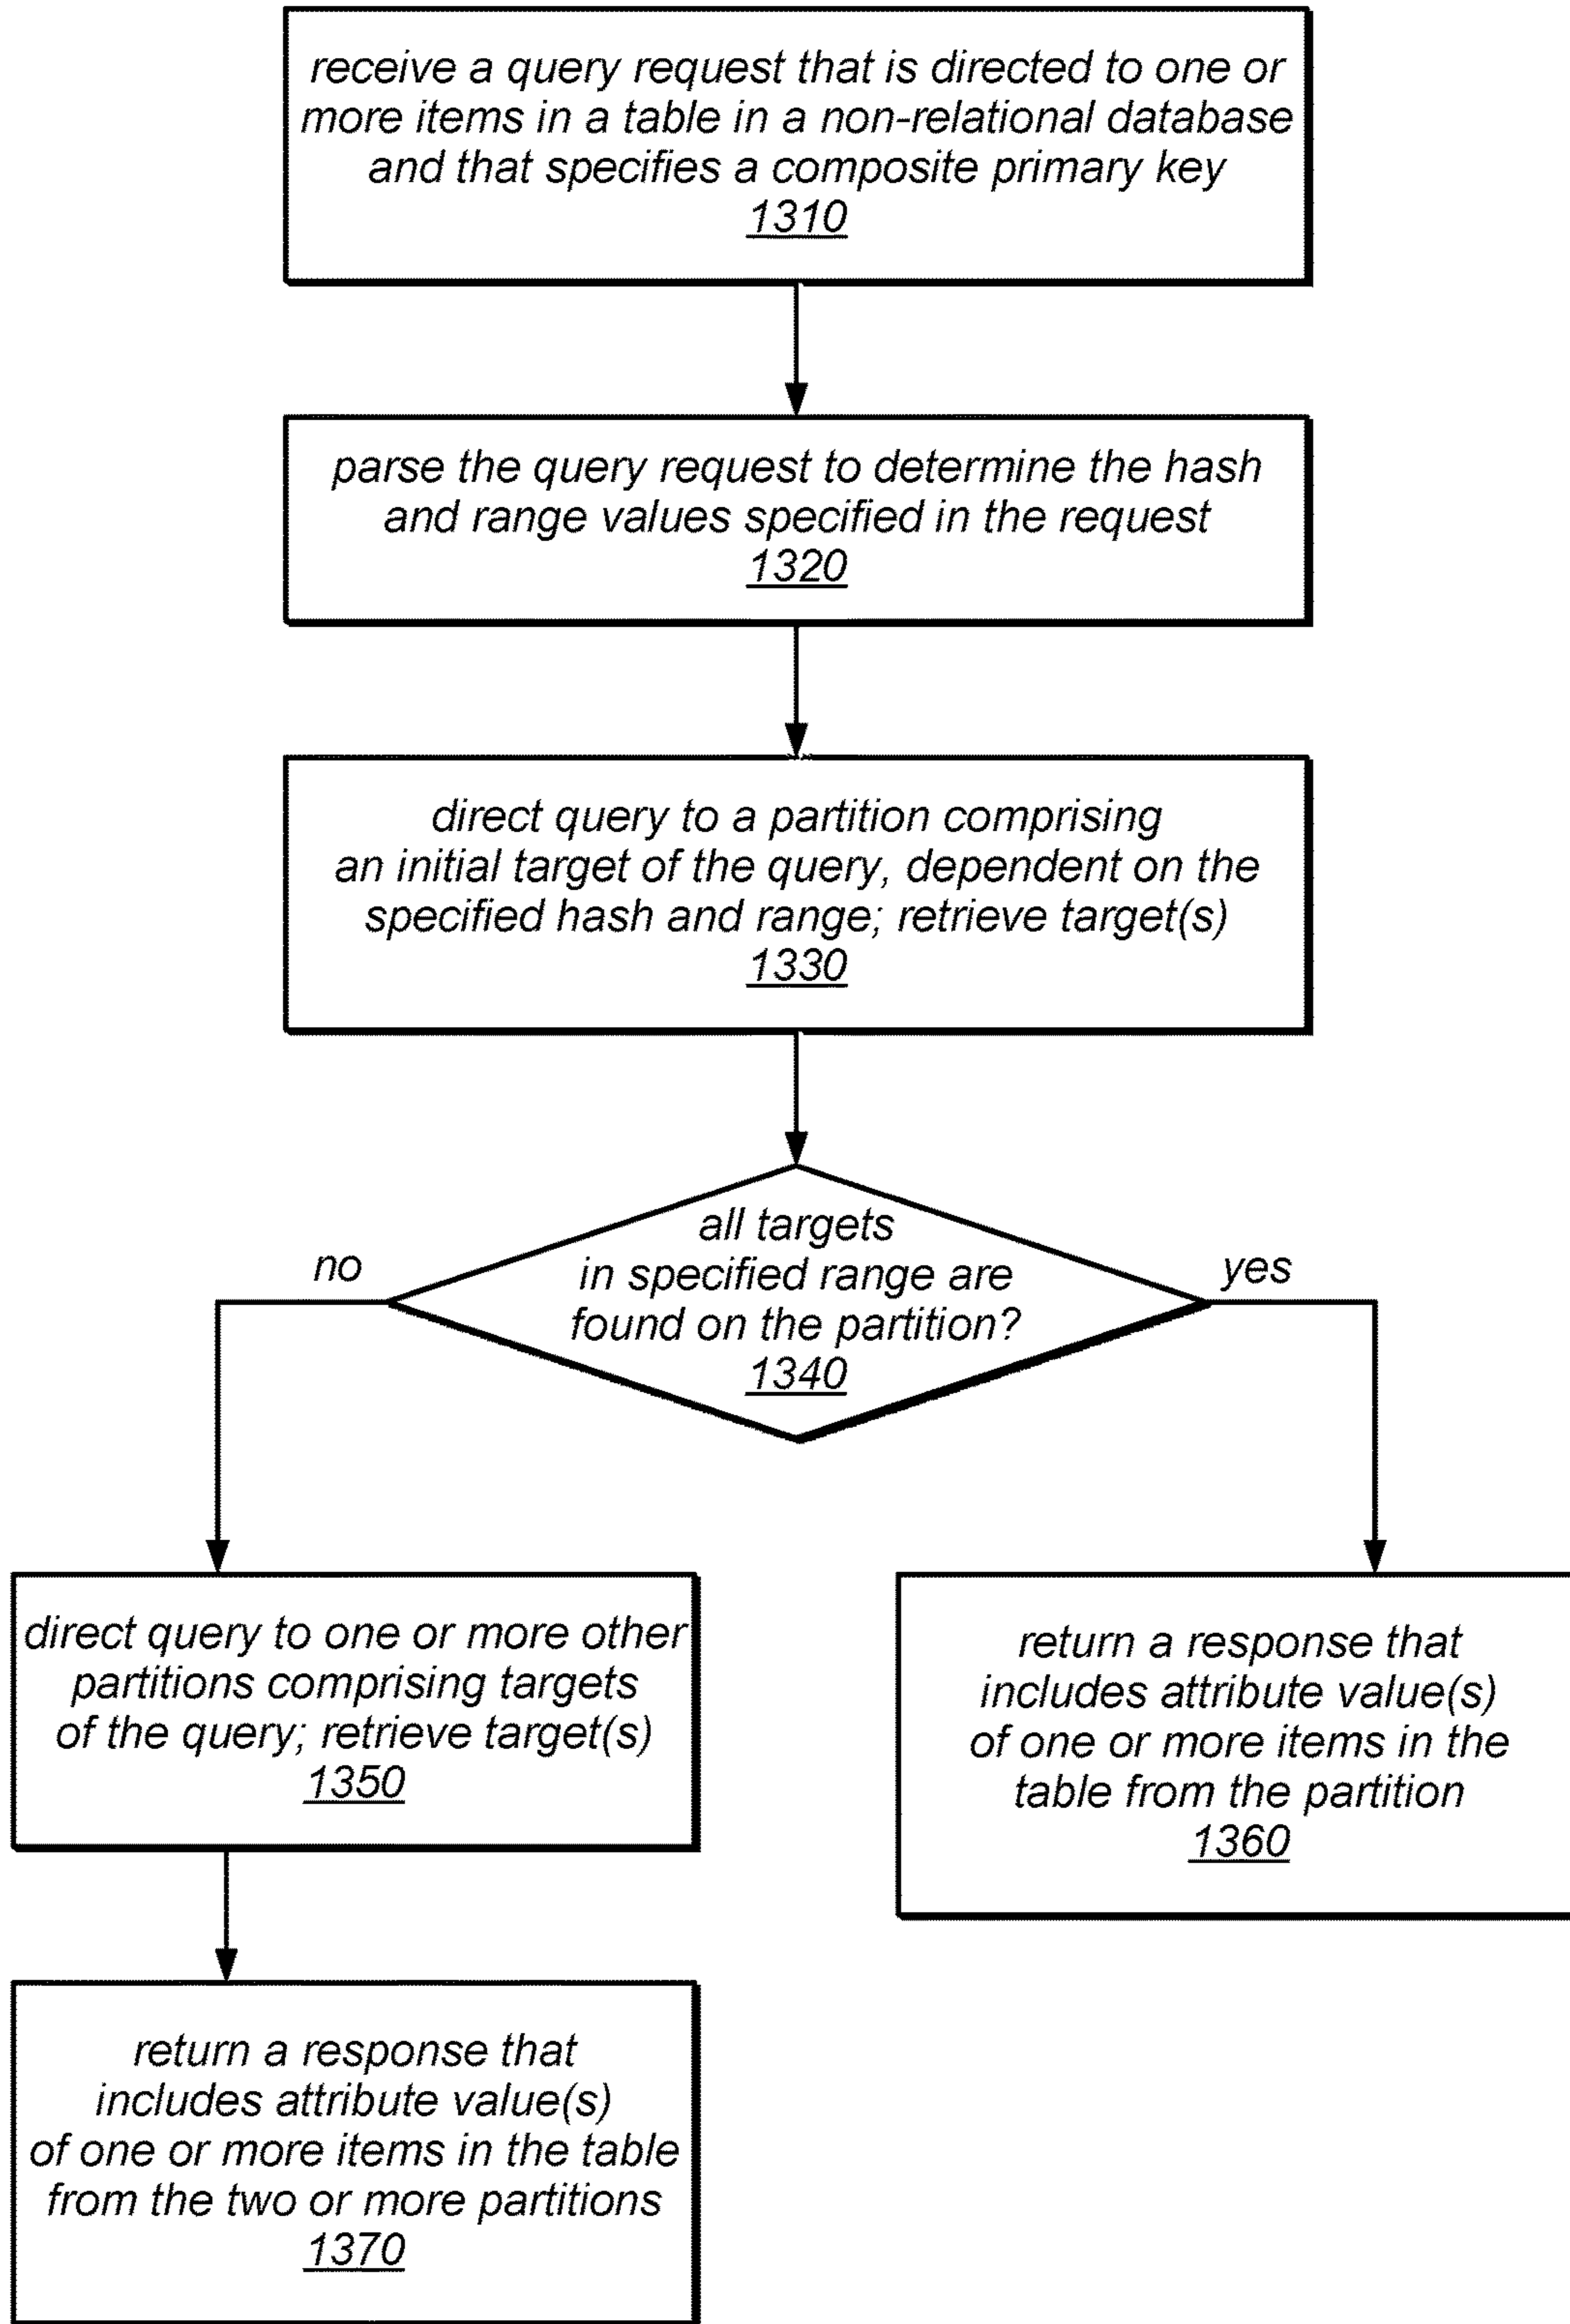 receive a query request that is directed to one or
more items in a table in a non-relational database
and that specifies a composite primary key
1310
parse the query request to determine the hash
and range values specified in the request
1320
direct query to a partition comprising
an initial target of the query, dependent on the
specified hash and range; retrieve target(s)
1330
all targets
in specified range are
found on the partition?
1340
no
yes
direct query to one or more other
partitions comprising targets
of the query; retrieve target(s)
1350
return a response that
includes attribute value(s)
of one or more items in the
table from the partition
1360
return a response that
includes attribute value(s)
of one or more items in the table
from the two or more partitions
1370